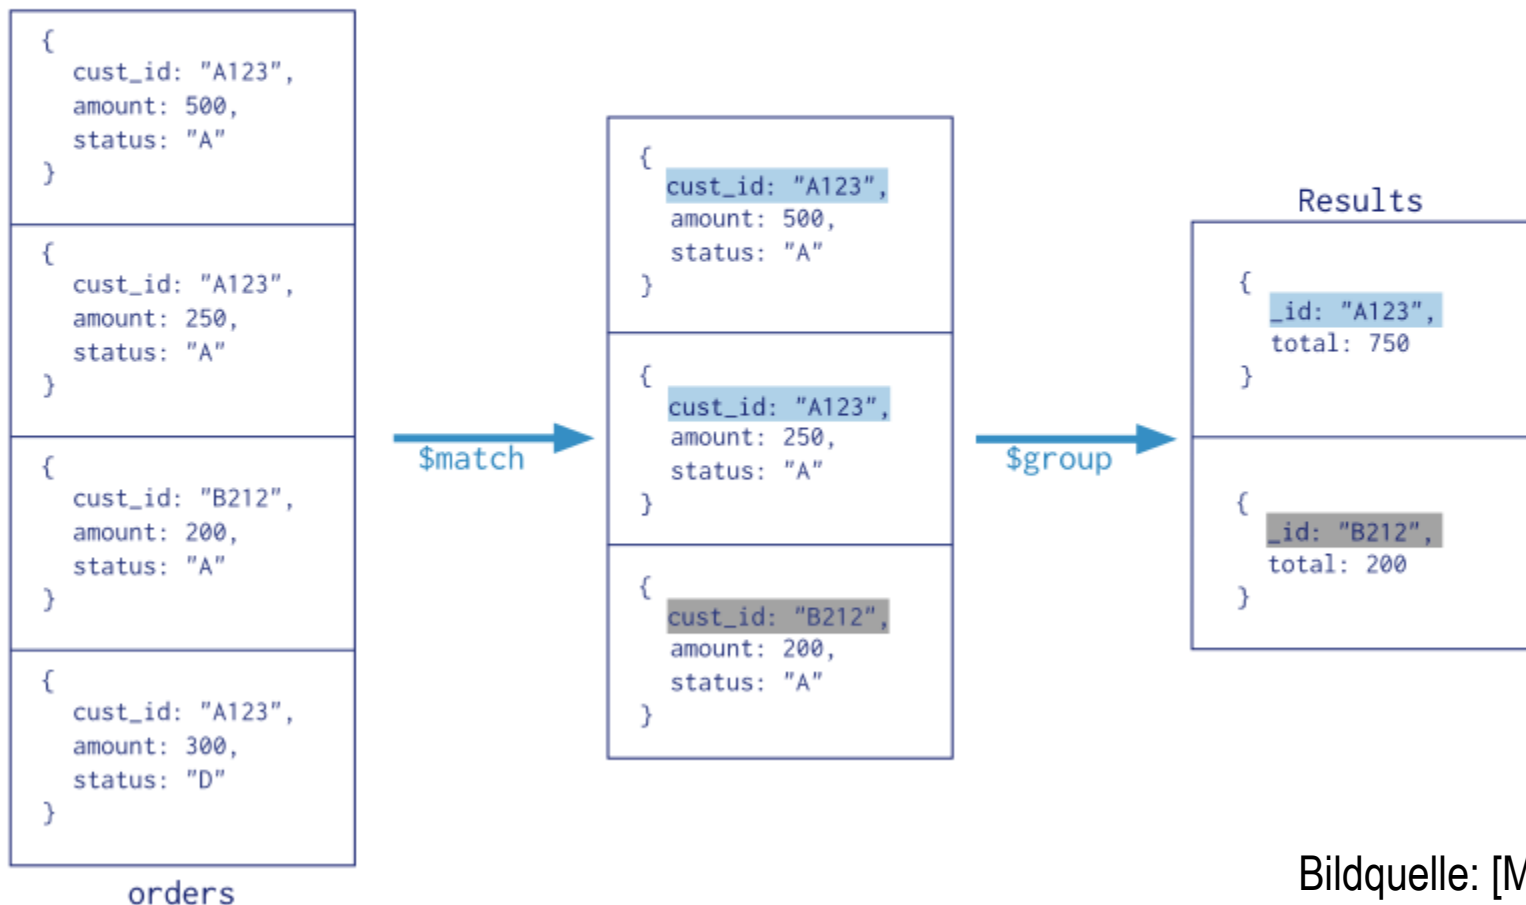 {
cust_id: "A123",
amount: 500,
status: "A"
}
{
cust_id: "A123",
amount: 250,
status: "A"
}
{
cust_id: "B212",
amount: 200,
status: "A"
}
{
cust_id: "A123",
amount: 300,
status: "D"
}
orders
$match
{
cust_id: "A123",
amount: 500,
status: "A"
}
{
cust_id: "A123",
amount: 250,
status: "A"
}
{
cust_id: "B212",
amount: 200,
status: "A"
}
$group
Results
{
_id: "A123",
total: 750
}
{
_id: "B212",
total: 200
}
Bildquelle: [M